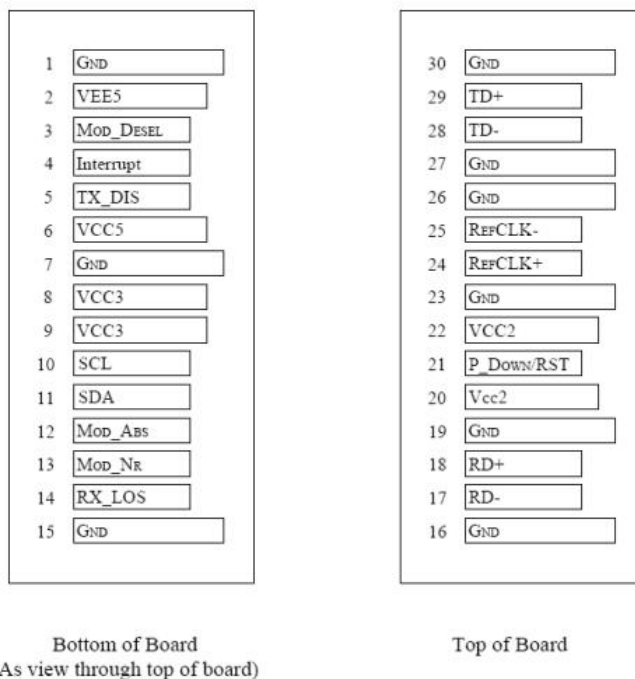 1 GND
2 VEE5
3 MOD_DESEL
4 Interrupt
5 TX_DIS
6 VCC5
7 GND
8 VCC3
9 VCC3
10 SCL
11 SDA
12 MOD_ABS
13 MOD_NR
14 RX_LOS
15 GND
Bottom of Board
As view through top of board)
30 GND
29 TD+
28 TD-
27 GND
26 GND
25 REFCLK-
24 REFCLK+
23 GND
22 VCC2
21 P_DOWN/RST
20 Vcc2
19 GND
18 RD+
17 RD-
16 GND
Top of Board